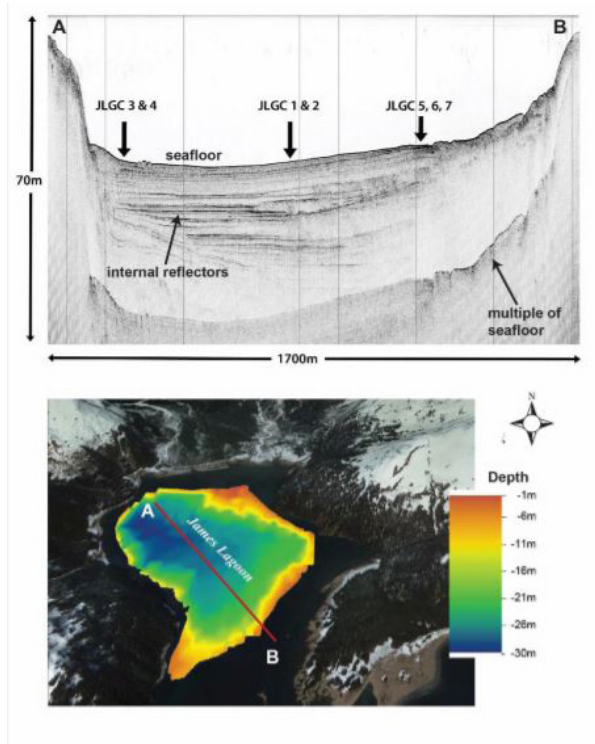 A
B
JLGC 3 & 4
JLGC 1 & 2
JLGC 5, 6, 7
seafloor
70m
internal reflectors
multiple of
seafloor
1700m
N
Depth
-1m
-6m
-11m
-16m
-21m
-26m
-30m
A
James Lagoon
B